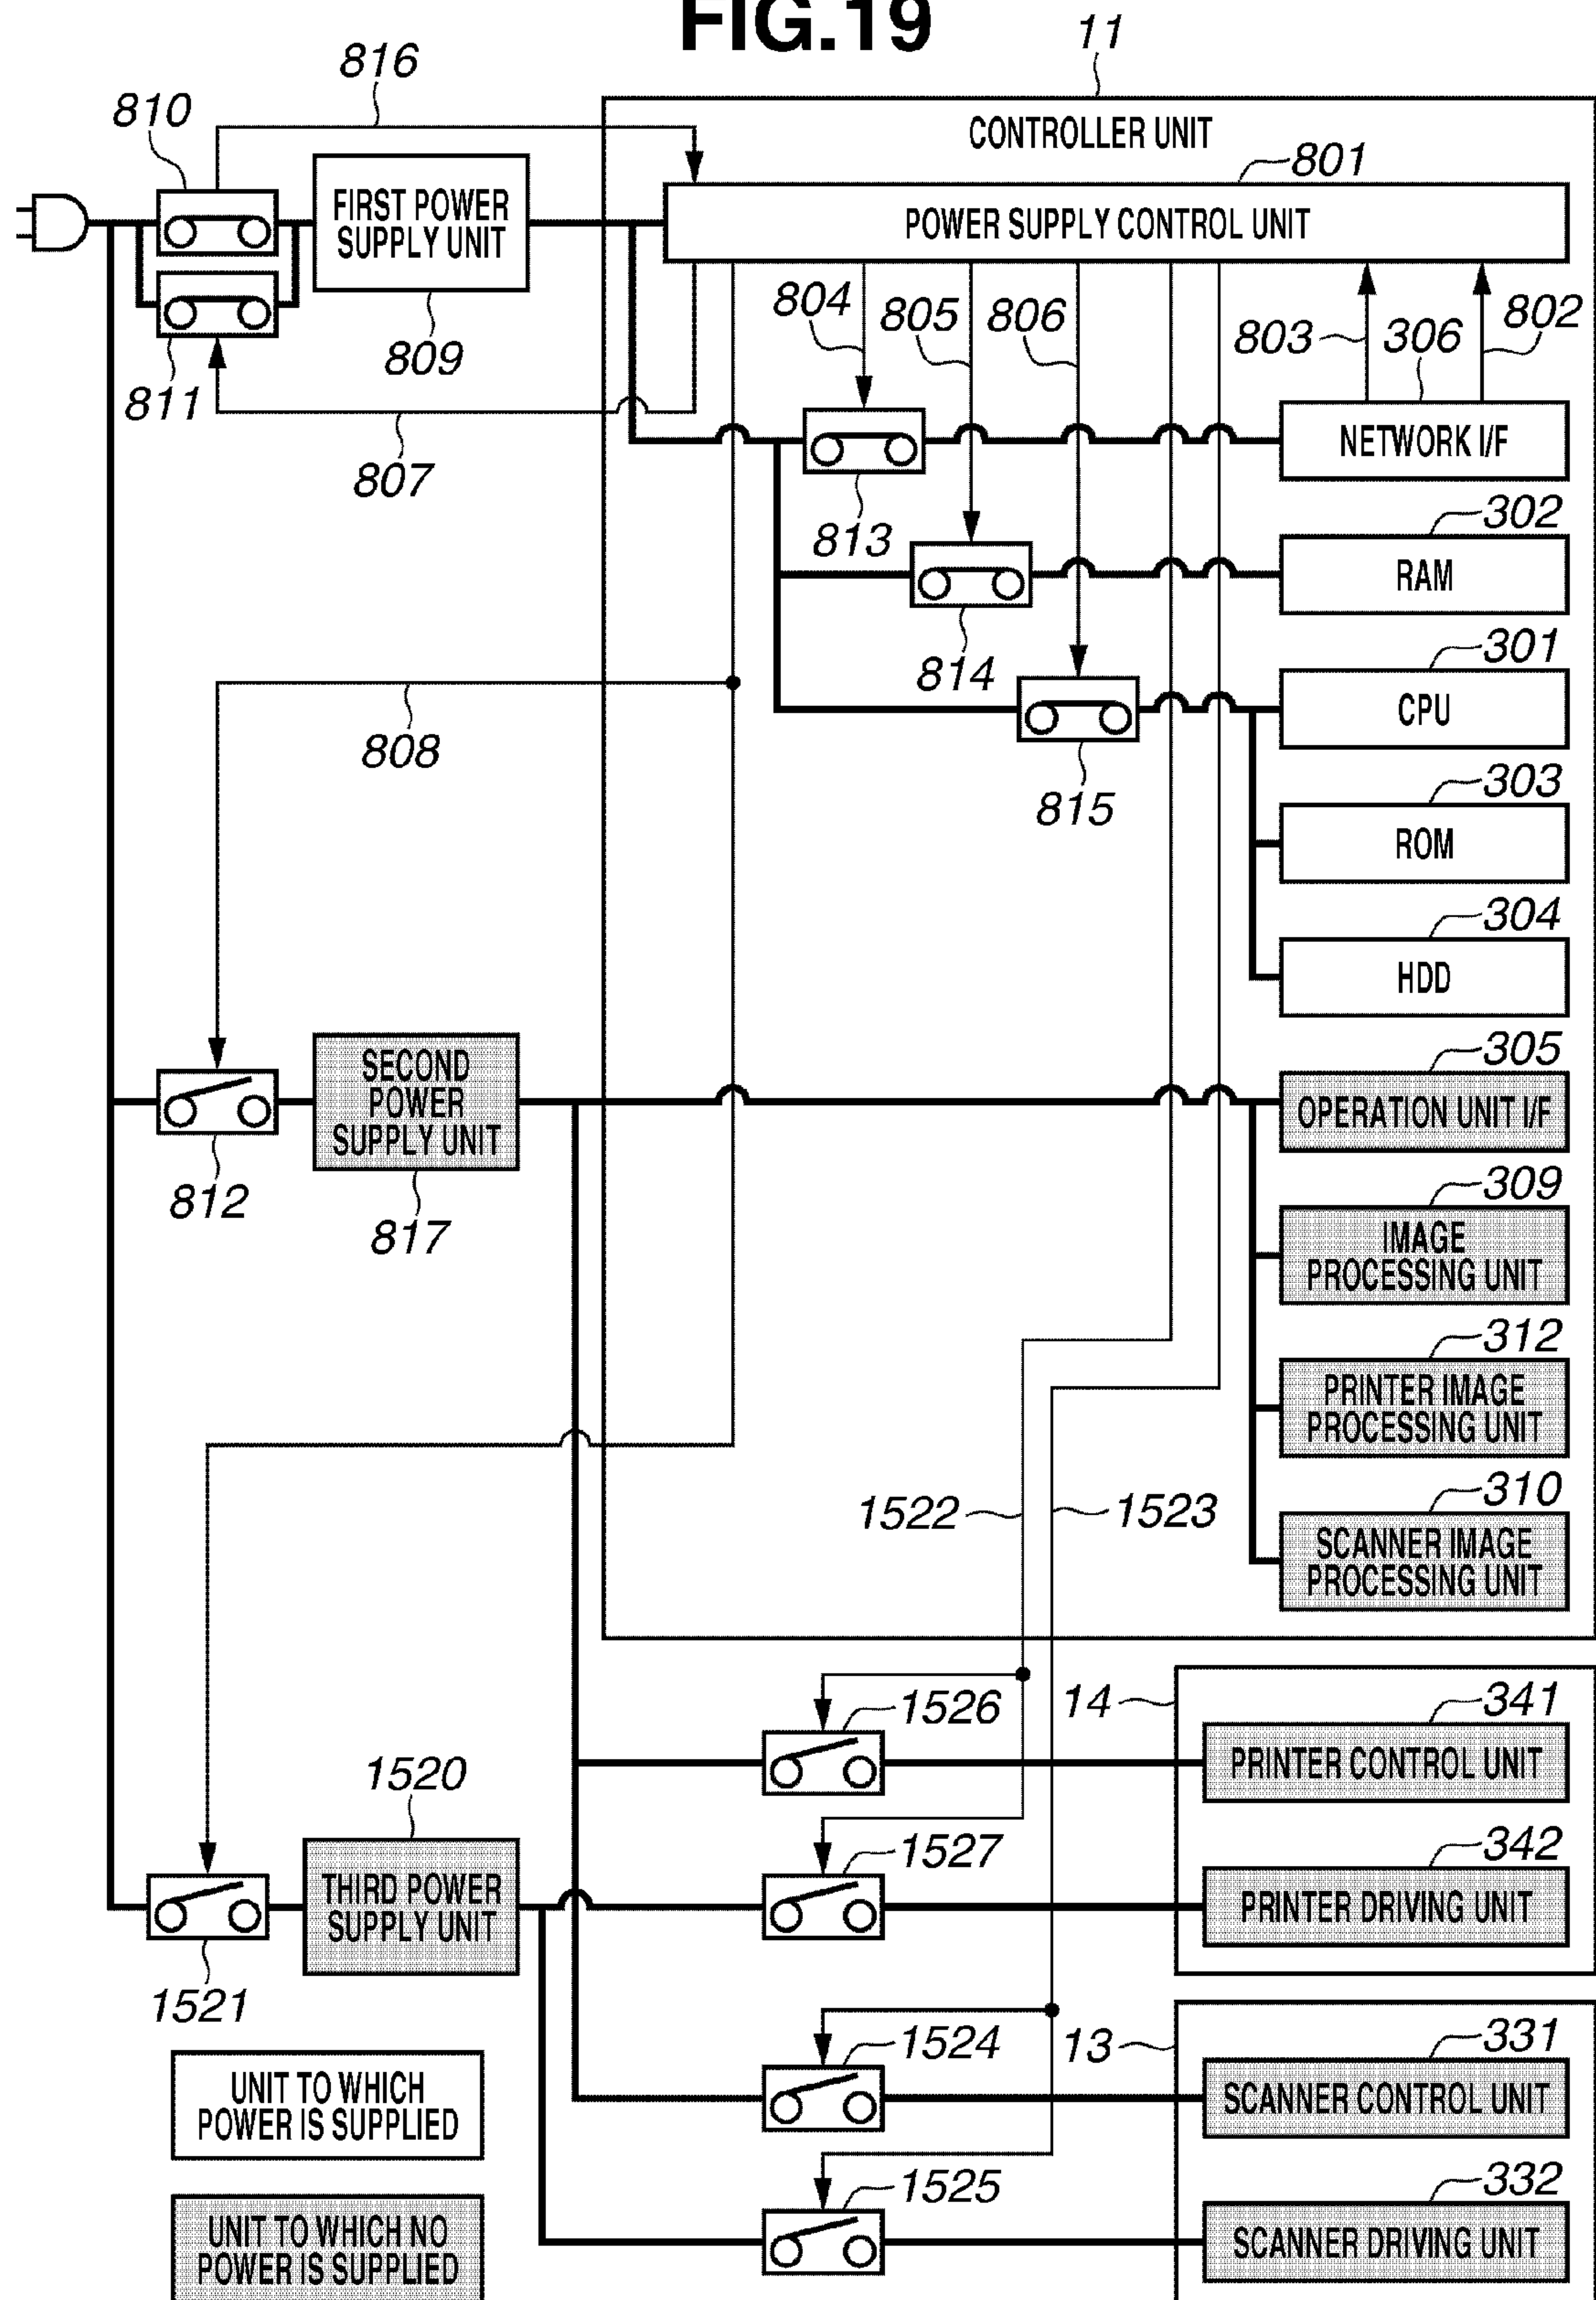 FIG.19
11
816
810
CONTROLLER UNIT
801
FIRST POWER
SUPPLY UNIT
POWER SUPPLY CONTROL UNIT
804
805
806
803
306
802
809
811
NETWORK I/F
807
813
302
RAM
814
301
CPU
808
815
303
ROM
304
HDD
SECOND
POWER
SUPPLY UNIT
305
OPERATION UNIT I/F
812
817
309
IMAGE
PROCESSING UNIT
312
PRINTER IMAGE
PROCESSING UNIT
310
1522
1523
SCANNER IMAGE
PROCESSING UNIT
1526
14
341
PRINTER CONTROL UNIT
1520
1527
342
THIRD POWER
SUPPLY UNIT
PRINTER DRIVING UNIT
1521
1524
13
331
UNIT TO WHICH
POWER IS SUPPLIED
SCANNER CONTROL UNIT
1525
332
UNIT TO WHICH NO
POWER IS SUPPLIED
SCANNER DRIVING UNIT